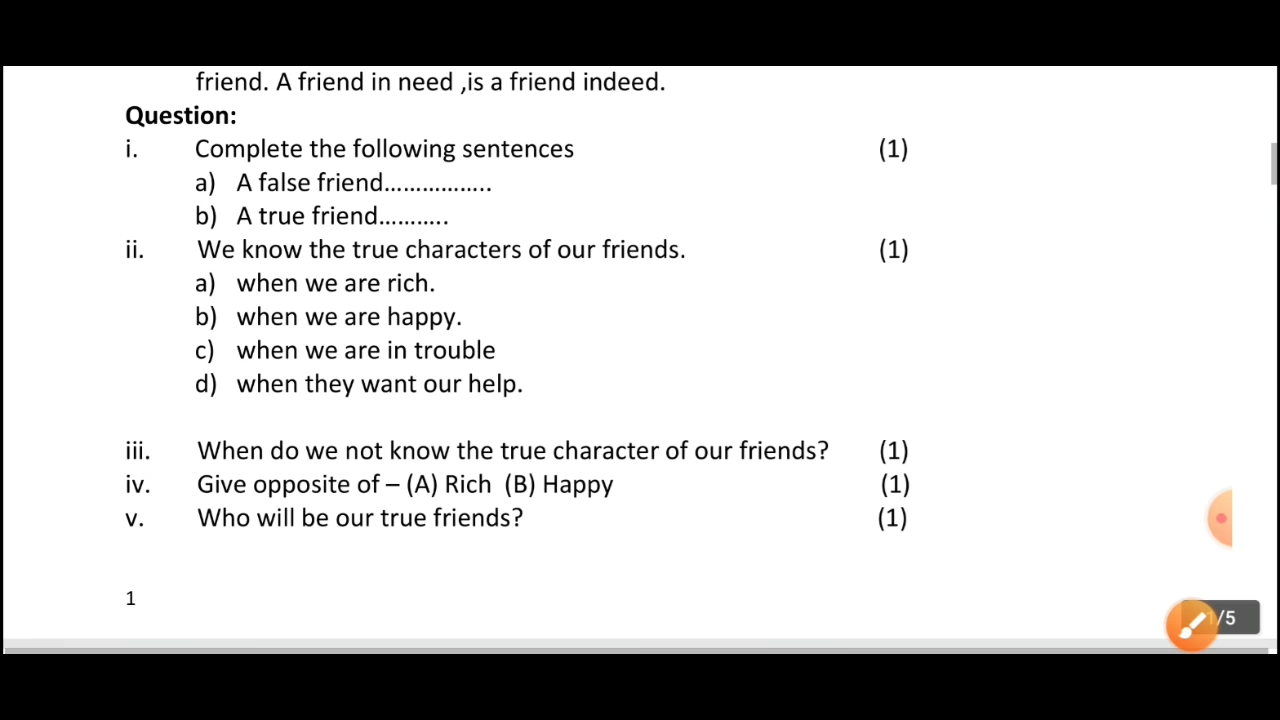 friend. A friend in need ,is a friend indeed.
Question:
i. Complete the following sentences (1)
a) A false friend……………..
b) A true friend………..
ii. We know the true characters of our friends. (1)
a) when we are rich.
b) when we are happy.
c) when we are in trouble
d) when they want our help.
iii. When do we not know the true character of our friends? (1)
iv. Give opposite of – (A) Rich (B) Happy (1)
v. Who will be our true friends? (1)
1
/5